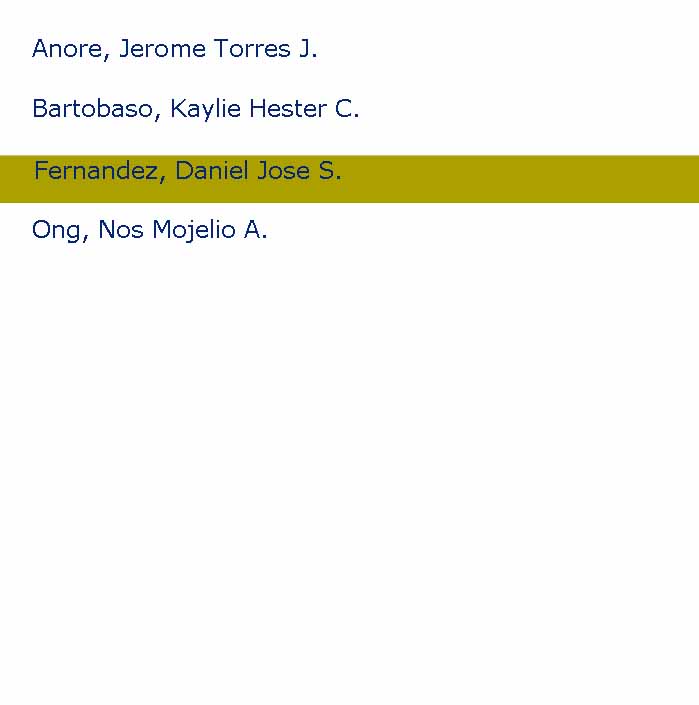 Anore, Jerome Torres J.
Bartobaso, Kaylie Hester C.
Fernandez, Daniel Jose S.
Ong, Nos Mojelio A.